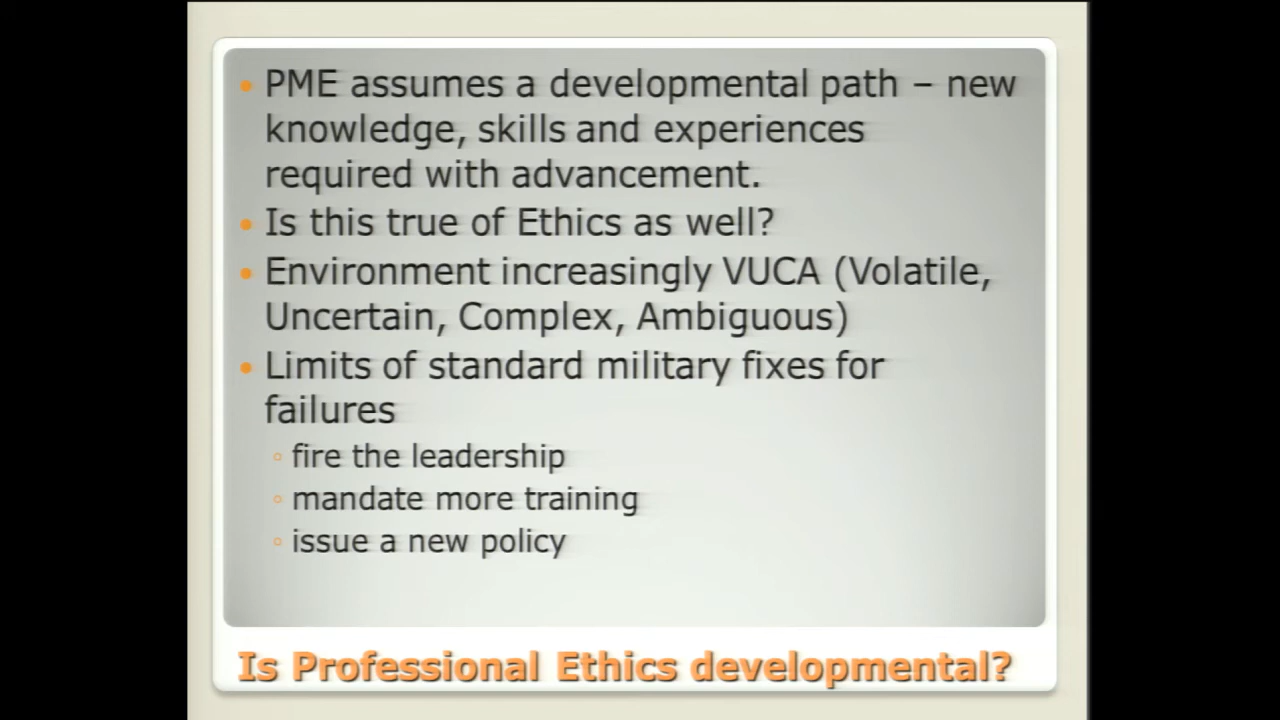 PME assumes a developmental path – new
knowledge, skills and experiences
required with advancement.
Is this true of Ethics as well?
Environment increasingly VUCA (Volatile,
Uncertain, Complex, Ambiguous)
Limits of standard military fixes for
failures
fire the leadership
mandate more training
issue a new policy
Is Professional Ethics developmental?